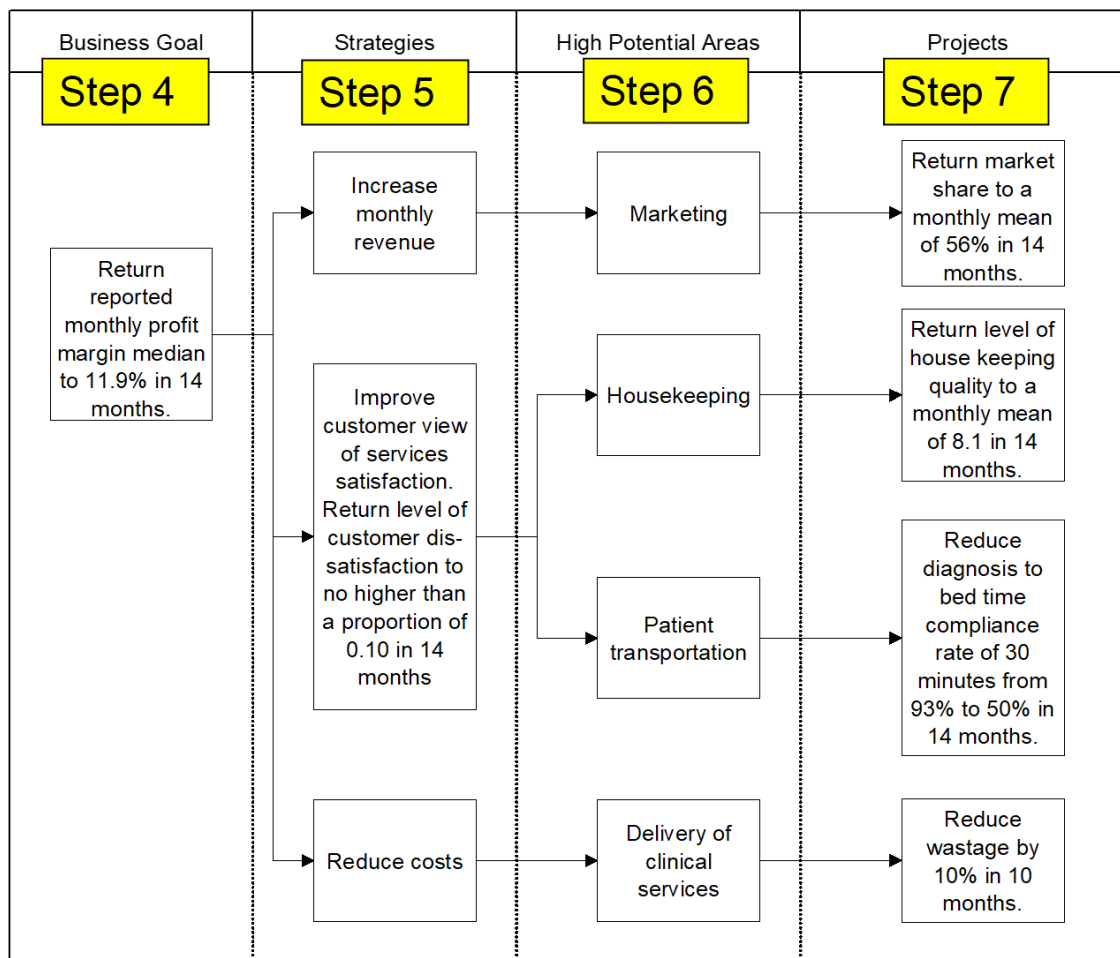 Business Goal
Strategies
High Potential Areas
Projects
Step 4
Step 5
Step 6
Step 7
Return
reported
monthly profit
margin median
to 11.9% in 14
months.
Increase
monthly
revenue
Marketing
Return market
share to a
monthly mean
of 56% in 14
months.
Improve
customer view
of services
satisfaction.
Return level of
customer dis-
satisfaction to
no higher than
a proportion of
0.10 in 14
months
Housekeeping
Return level of
house keeping
quality to a
monthly mean
of 8.1 in 14
months.
Patient
transportation
Reduce
diagnosis to
bed time
compliance
rate of 30
minutes from
93% to 50% in
14 months.
Reduce costs
Delivery of
clinical
services
Reduce
wastage by
10% in 10
months.